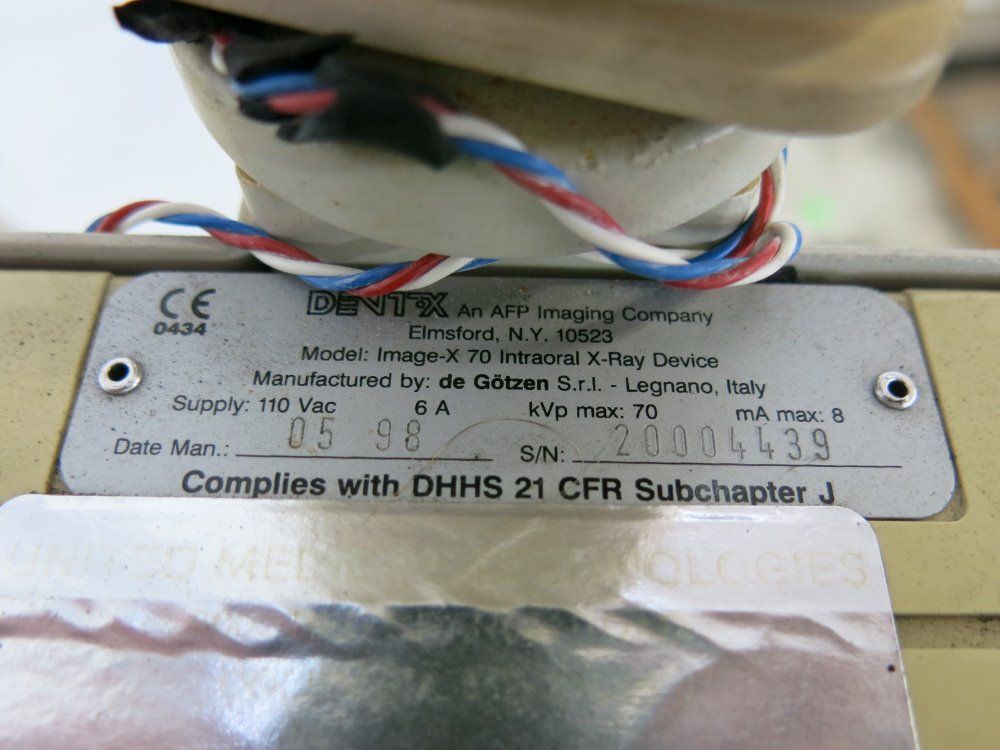 CE
0434
DENTX An AFP Imaging Company
Elmsford, N.Y. 10523
Model: Image-X 70 Intraoral X-Ray Device
Manufactured by: de Götzen S.r.l. - Legnano, Italy
Supply: 110 Vac 6 A kVp max: 70 mA max: 8
Date Man.: 05 98 S/N: 20004439
Complies with DHHS 21 CFR Subchapter J
UNITED